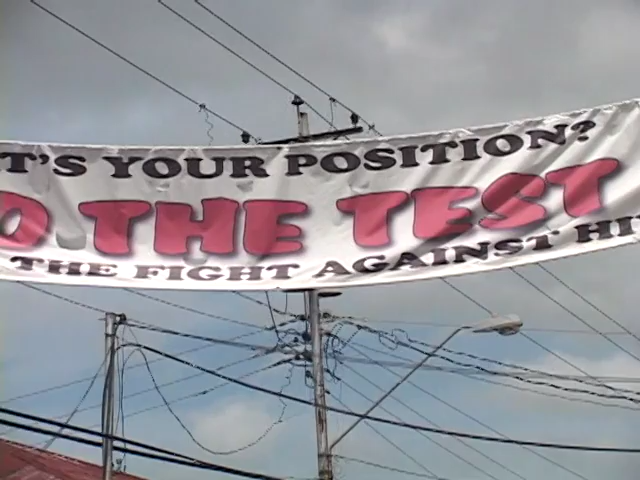 T'S YOUR POSITION?
O THE TEST
THE FIGHT AGAINST HI